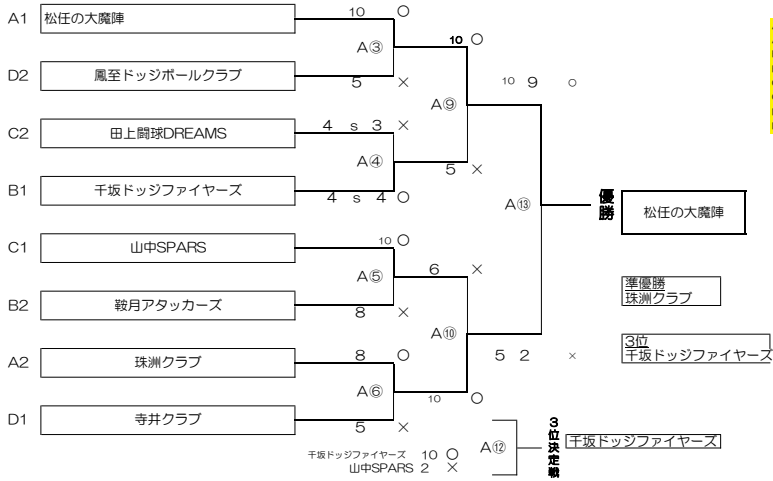 A1 松任の大魔陣 10 ○
A③
10 ○
D2 鳳至ドッジボールクラブ 5 ×
10 9 ○
A⑨
C2 田上闘球DREAMS 4 s 3 ×
A④
5 ×
B1 千坂ドッジファイヤーズ 4 s 4 ○
A⑬
優勝
松任の大魔陣
C1 山中SPARS 10 ○
A⑤
6 ×
準優勝
珠洲クラブ
B2 鞍月アタッカーズ 8 ×
A⑩
A2 珠洲クラブ 8 ○
5 2 ×
3位
千坂ドッジファイヤーズ
A⑥
10 ○
D1 寺井クラブ 5 ×
3位決定戦
千坂ドッジファイヤーズ
A⑫
千坂ドッジファイヤーズ 10 ○
山中SPARS 2 ×